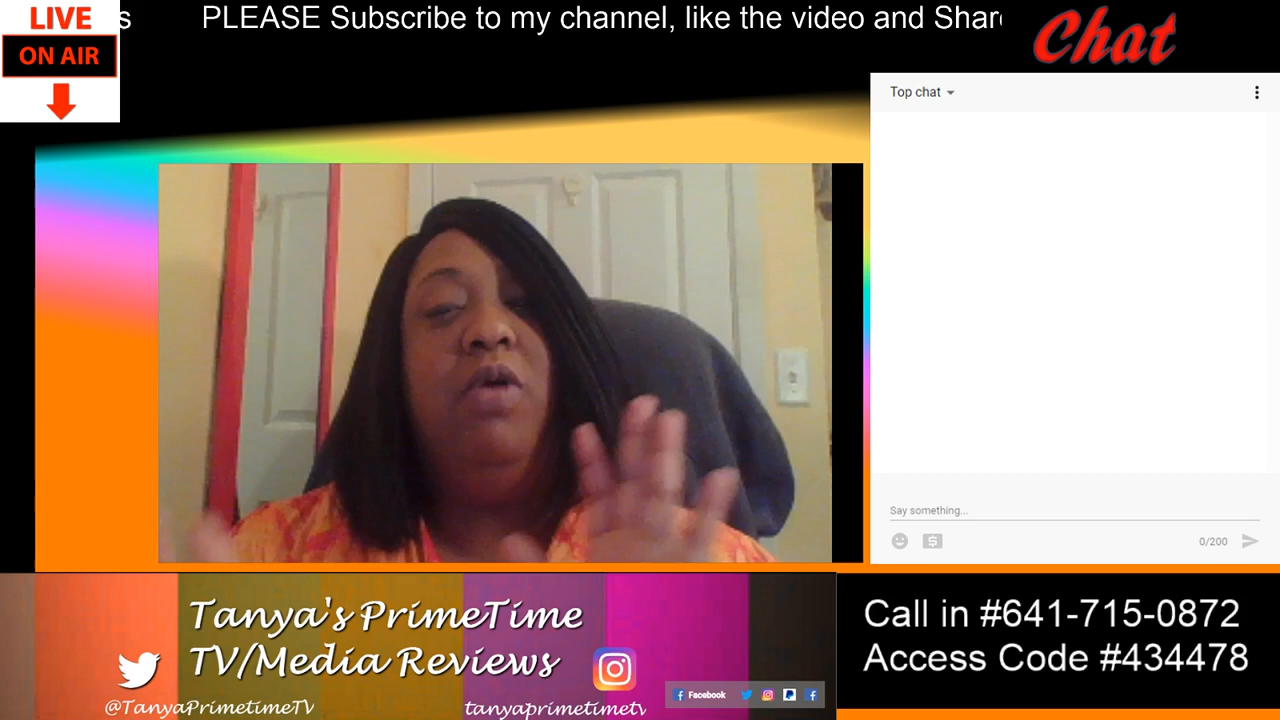 LIVE
ON AIR
s PLEASE Subscribe to my channel, like the video and Shar
Chat
Top chat
Say something...
0/200
Tanya's PrimeTime
TV/Media Reviews
@TanyaPrimetimeTV
tanyaprimetimetv
Facebook
Call in #641-715-0872
Access Code #434478